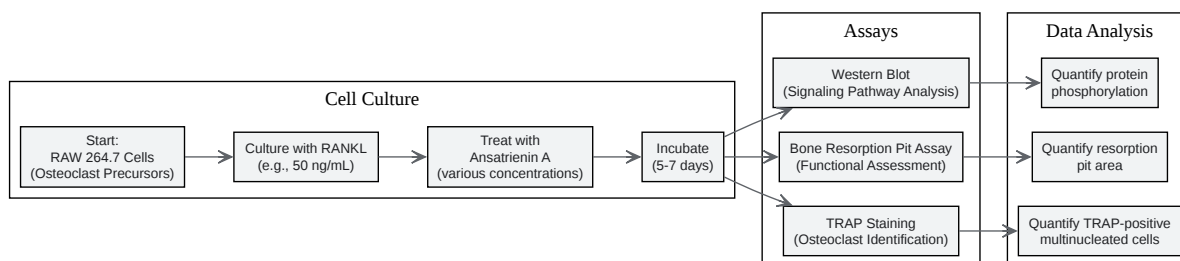 Cell Culture
Start:
RAW 264.7 Cells
(Osteoclast Precursors)
Culture with RANKL
(e.g., 50 ng/mL)
Treat with
Ansatrienin A
(various concentrations)
Incubate
(5-7 days)
Assays
Western Blot
(Signaling Pathway Analysis)
Bone Resorption Pit Assay
(Functional Assessment)
TRAP Staining
(Osteoclast Identification)
Data Analysis
Quantify protein
phosphorylation
Quantify resorption
pit area
Quantify TRAP-positive
multinucleated cells